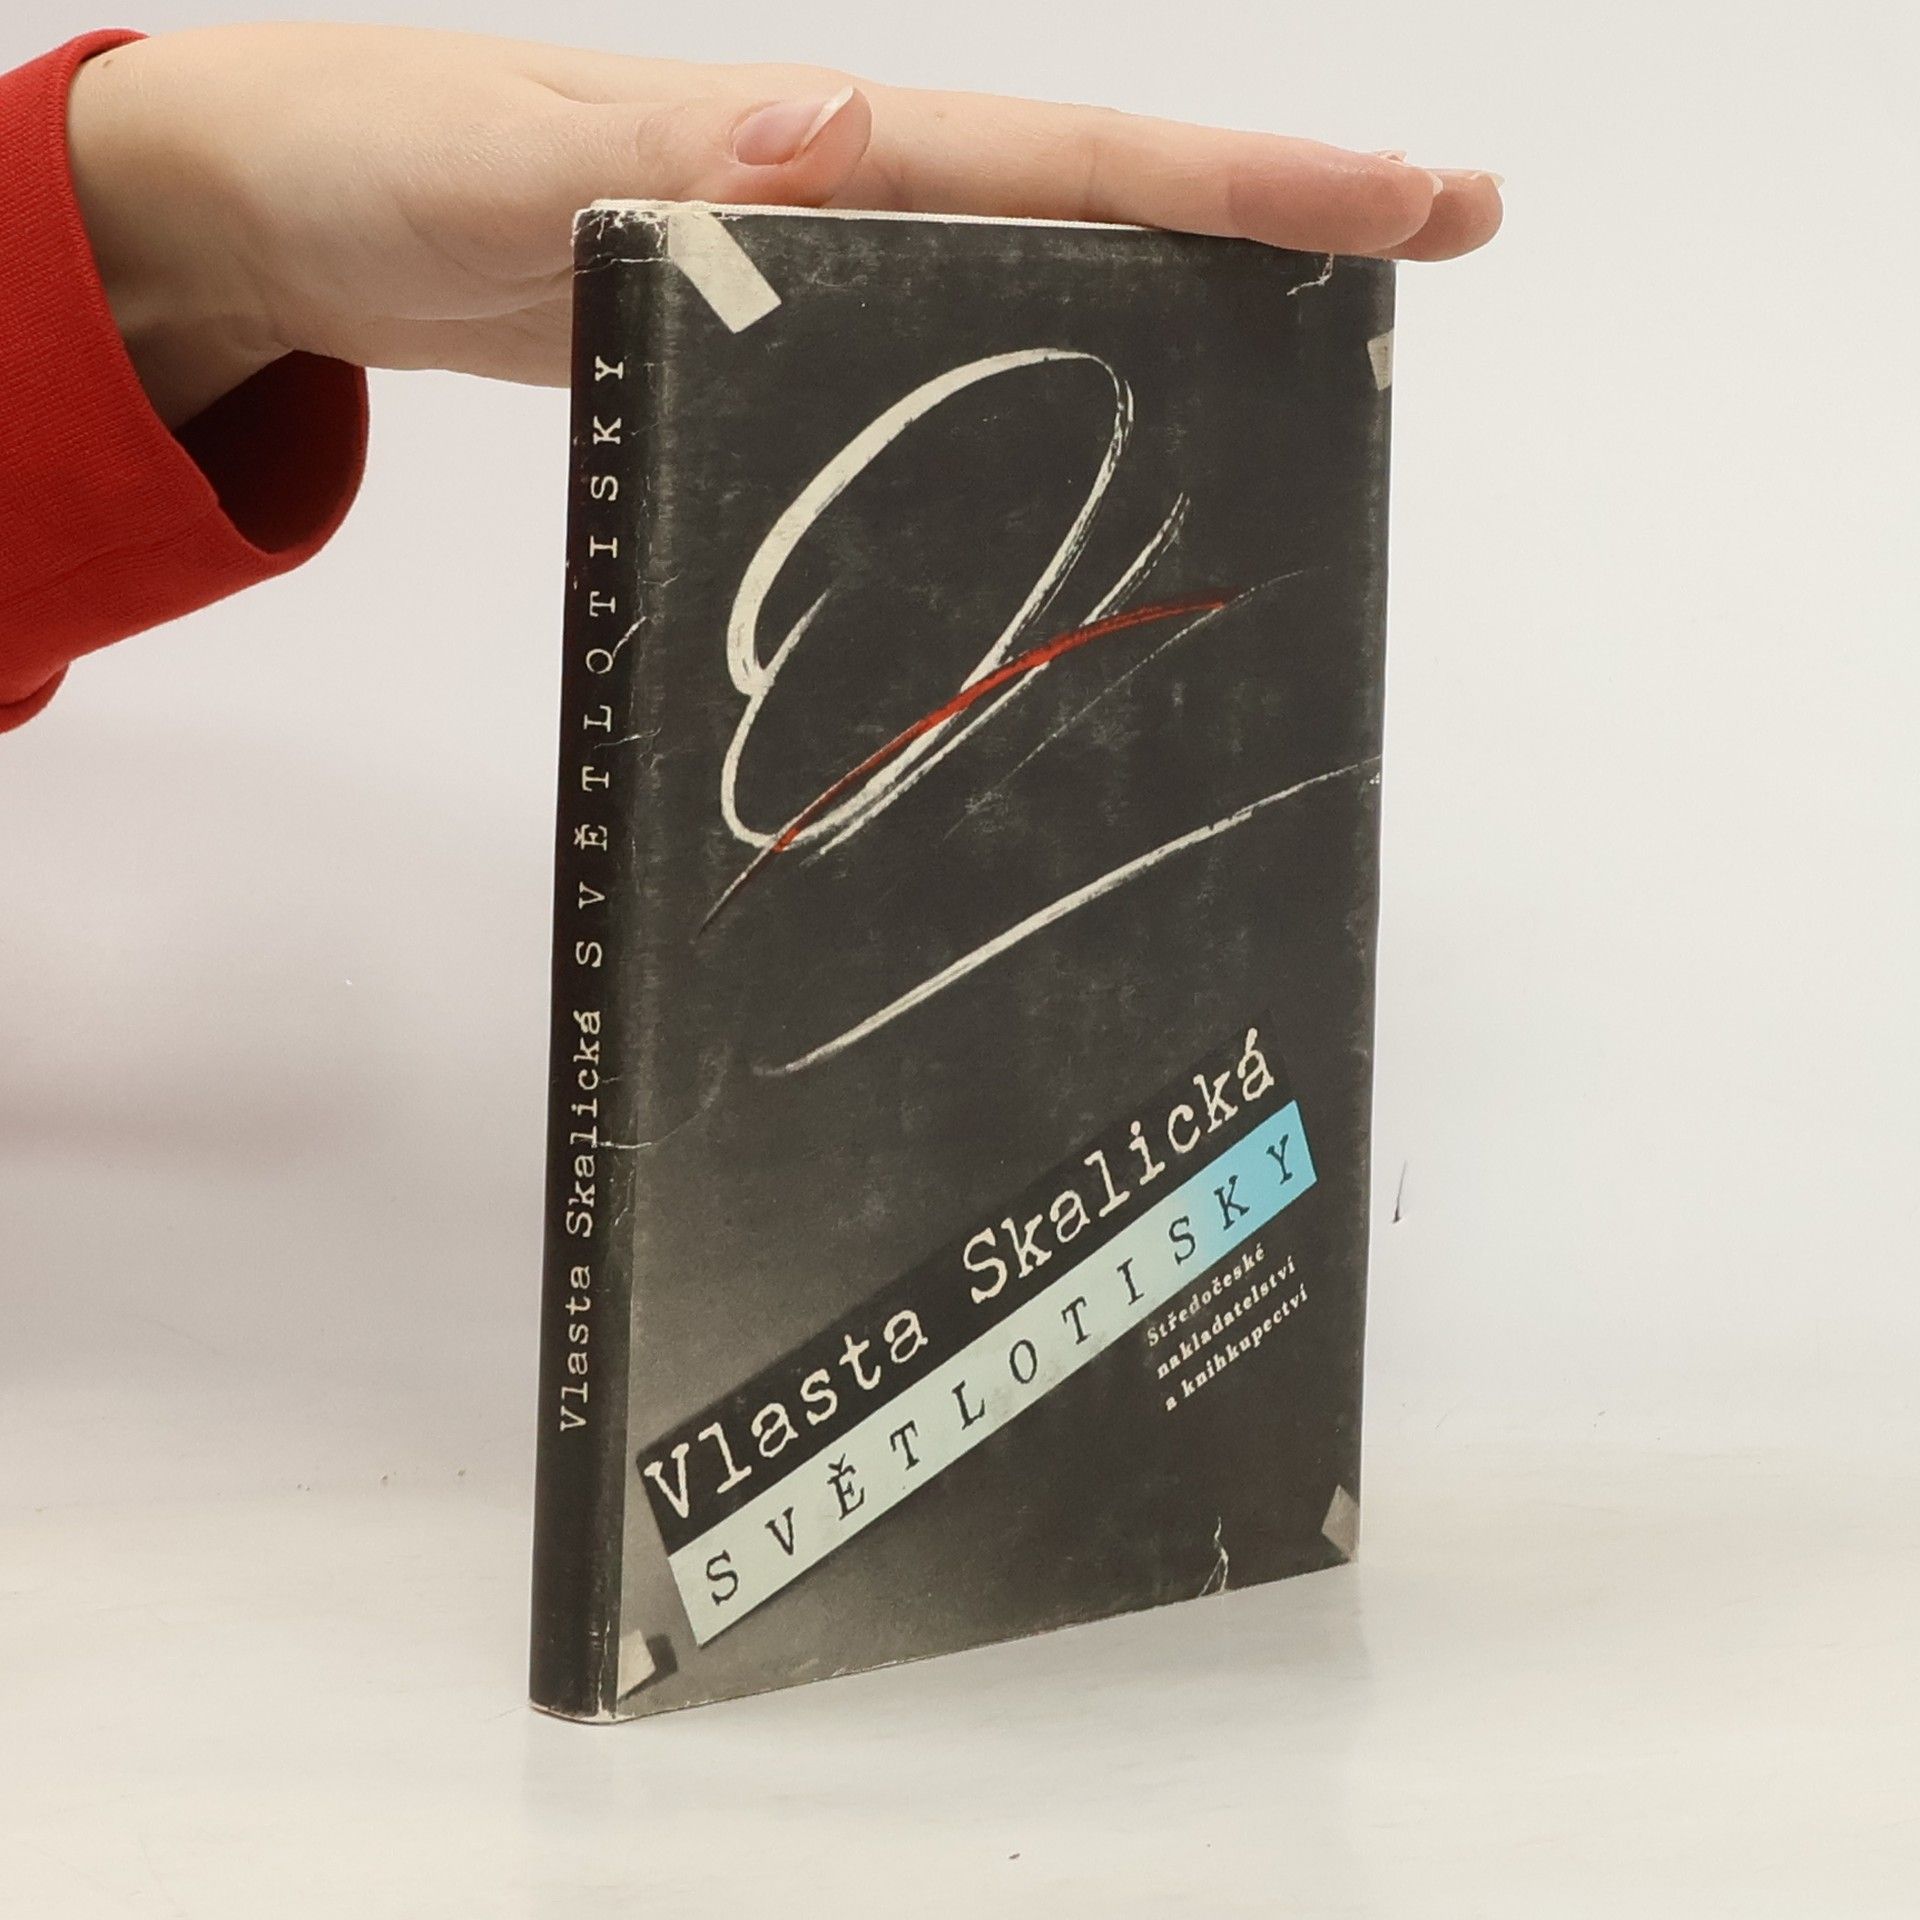 Vlasta Skalická SVĚTLOTISKY
Vlasta Skalická
SVĚTLOTISKY
Středočeské
nakladatelství
a knihkupectví